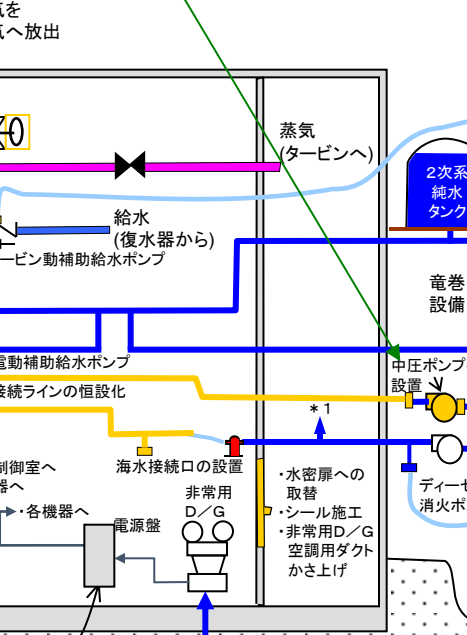 気を
気へ放出
蒸気
(タービンへ)
2次系
純水
タンク
給水
(復水器から)
ービン動補助給水ポンプ
竜巻
設備
電動補助給水ポンプ
中圧ポンプ
設置
接続ラインの恒設化
*1
海水接続口の設置
制御室へ
器へ
・各機器へ
非常用
D/G
電源盤
・水密扉への
取替
・シール施工
・非常用D/G
空調用ダクト
かさ上げ
ディーゼ
消火ポ